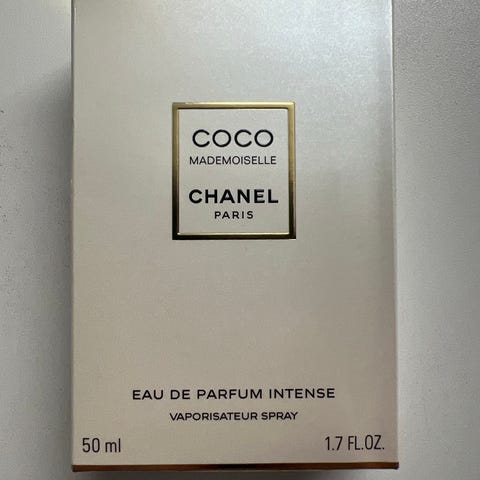 COCO
MADEMOISELLE
CHANEL
PARIS
EAU DE PARFUM INTENSE
VAPORISATEUR SPRAY
50 ml 1.7 FL.OZ.